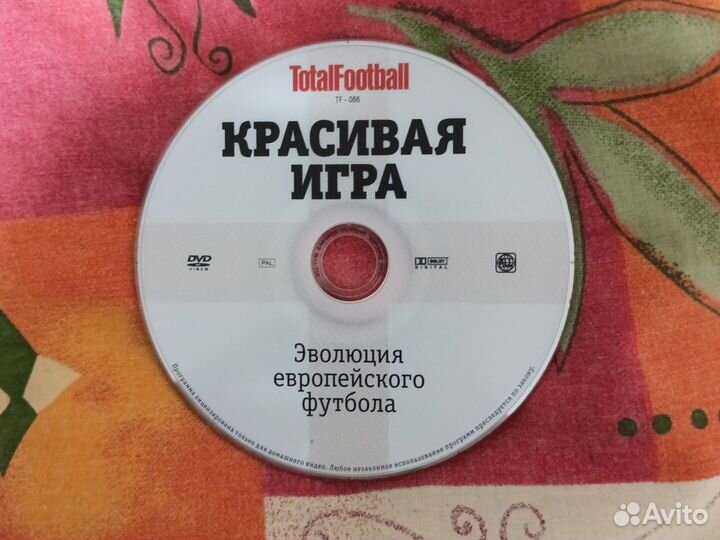 TotalFootball
TF - 066
КРАСИВАЯ
ИГРА
DVD
VIDEO
PAL
DOLBY
DIGITAL
Эволюция
европейского
футбола
Программа лицензирована только для домашнего видео. Любое незаконное использование программ преследуется по закону.
Avito